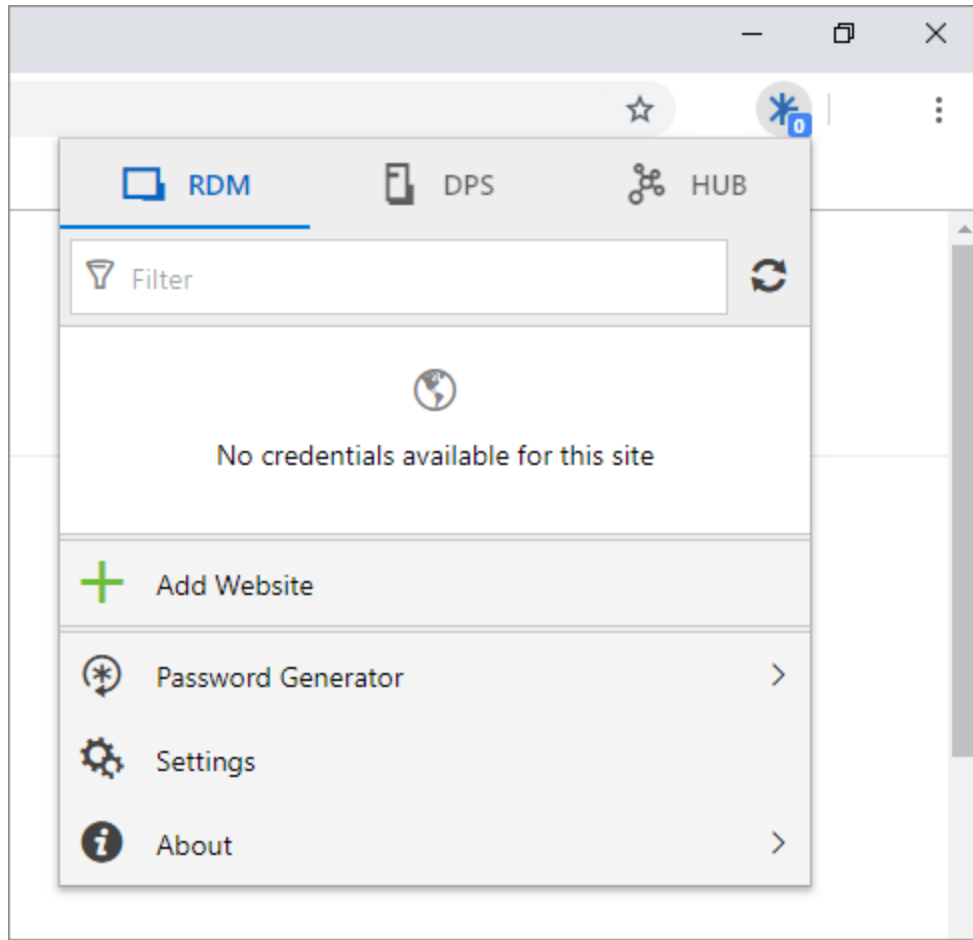 0
RDM DPS HUB
Filter
No credentials available for this site
Add Website
Password Generator
Settings
About